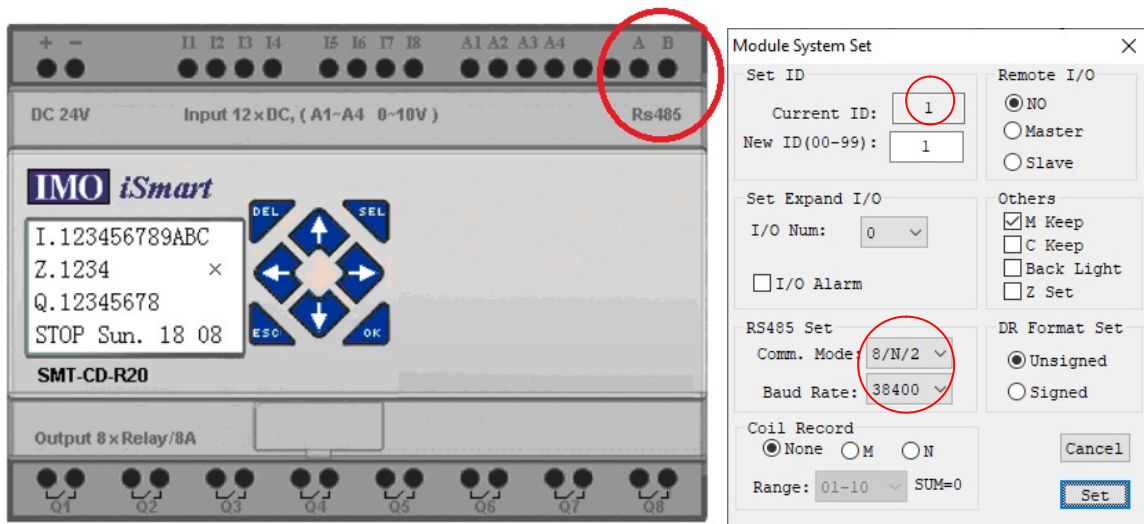 + - I1 I2 I3 I4 I5 I6 I7 I8 A1 A2 A3 A4 A B
DC 24V Input 12×DC, ( A1~A4 0~10V ) Rs485
IMO iSmart
DEL SEL
I.123456789ABC
Z.1234 ×
Q.12345678
STOP Sun. 18 08
ESC OK
SMT-CD-R20
Output 8×Relay/8A
Q1 Q2 Q3 Q4 Q5 Q6 Q7 Q8
Module System Set
Set ID
Current ID: 1
New ID(00-99): 1
Remote I/O
NO
Master
Slave
Set Expand I/O
I/O Num: 0
I/O Alarm
Others
M Keep
C Keep
Back Light
Z Set
RS485 Set
Comm. Mode: 8/N/2
Baud Rate: 38400
DR Format Set
Unsigned
Signed
Coil Record
None M N
Range: 01-10 SUM=0
Cancel
Set